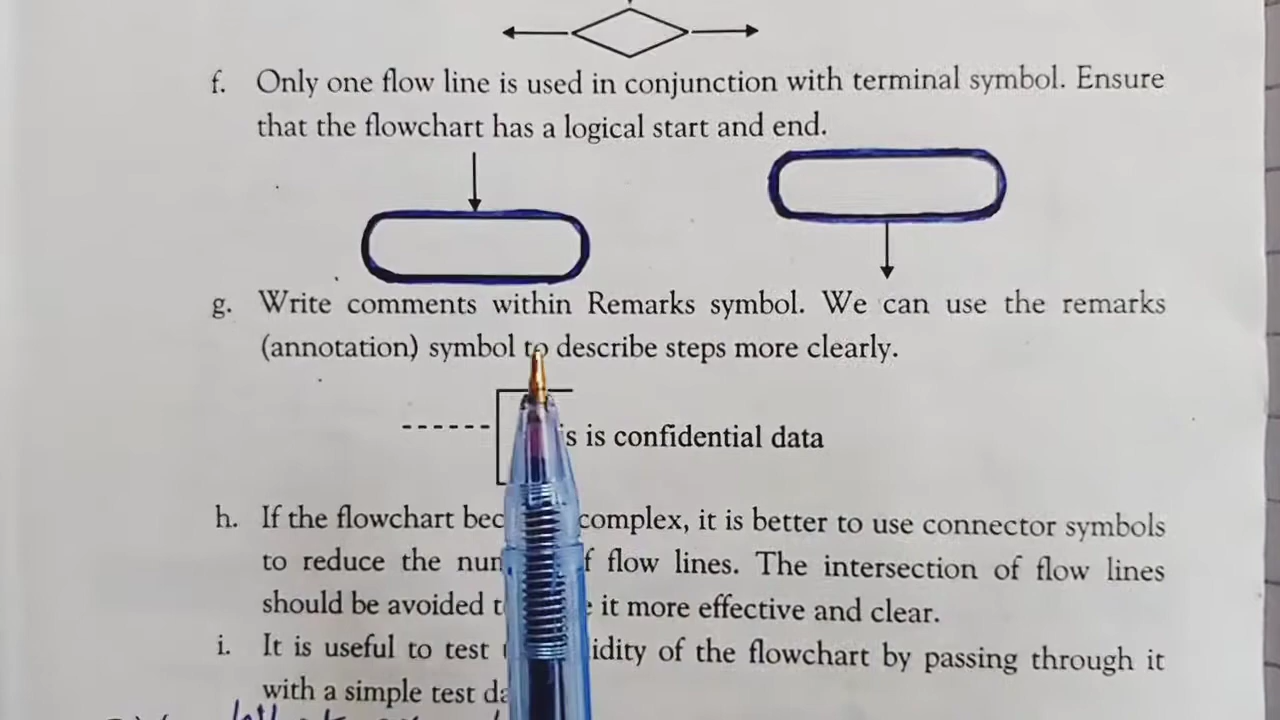 f. Only one flow line is used in conjunction with terminal symbol. Ensure
that the flowchart has a logical start and end.
g. Write comments within Remarks symbol. We can use the remarks
(annotation) symbol to describe steps more clearly.
is confidential data
h. If the flowchart complex, it is better to use connector symbols
to reduce the flow lines. The intersection of flow lines
should be avoided it more effective and clear.
i. It is useful to test of the flowchart by passing through it
with a simple test